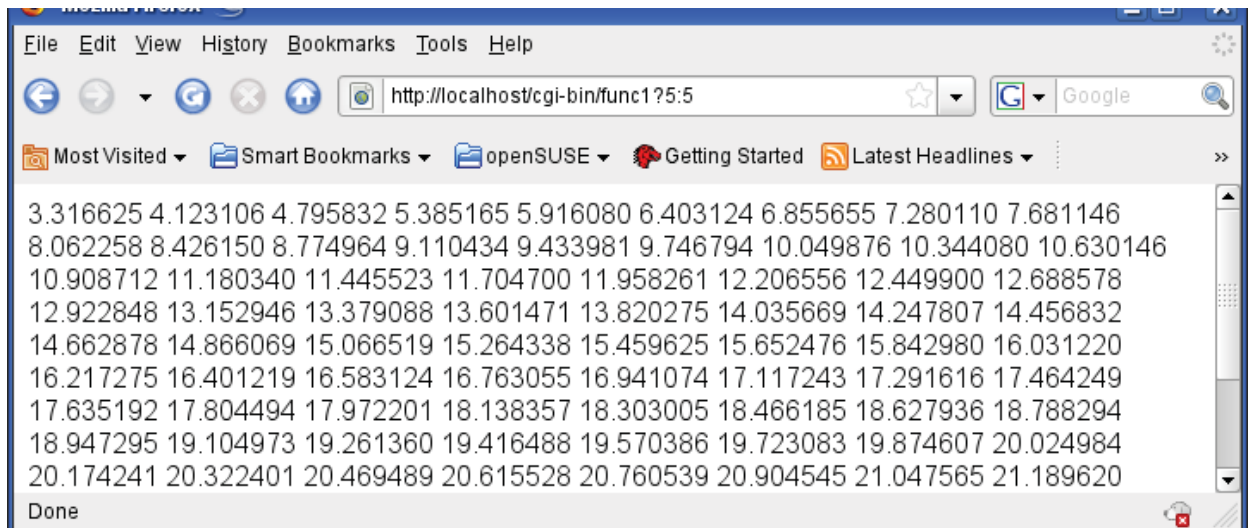 Mozilla Firefox
File Edit View History Bookmarks Tools Help
http://localhost/cgi-bin/func1?5:5 G Google
Most Visited openSUSE Smart Bookmarks Getting Started Latest Headlines »
3.316625 4.123106 4.795832 5.385165 5.916080 6.403124 6.855655 7.280110 7.681146
8.062258 8.426150 8.774964 9.110434 9.433981 9.746794 10.049876 10.344080 10.630146
10.908712 11.180340 11.445523 11.704700 11.958261 12.206556 12.449900 12.688578
12.922848 13.152946 13.379088 13.601471 13.820275 14.035669 14.247807 14.456832
14.662878 14.866069 15.066519 15.264338 15.459625 15.652476 15.842980 16.031220
16.217275 16.401219 16.583124 16.763055 16.941074 17.117243 17.291616 17.464249
17.635192 17.804494 17.972201 18.138357 18.303005 18.466185 18.627936 18.788294
18.947295 19.104973 19.261360 19.416488 19.570386 19.723083 19.874607 20.024984
20.174241 20.322401 20.469489 20.615528 20.760539 20.904545 21.047565 21.189620
Done